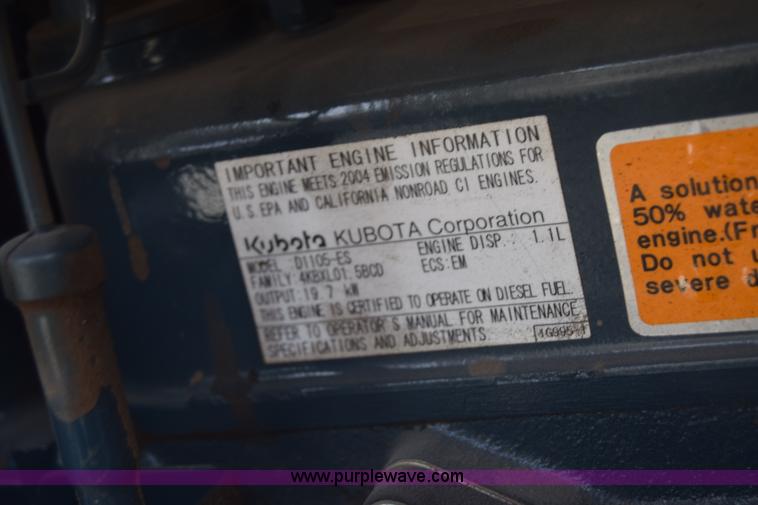 IMPORTANT ENGINE INFORMATION
THIS ENGINE MEETS 2004 EMISSION REGULATIONS FOR
U.S EPA AND CALIFORNIA NONROAD CI ENGINES.
Kubota KUBOTA Corporation
MODEL D1105-ES ENGINE DISP.: 1.1L
FAMILY:4KBXL01.5BCD ECS:EM
OUTPUT:19.7 kW
THIS ENGINE IS CERTIFIED TO OPERATE ON DIESEL FUEL.
REFER TO OPERATOR'S MANUAL FOR MAINTENANCE
SPECIFICATIONS AND ADJUSTMENTS.
A solution
50% wate
engine.(Fr
Do not u
severe d
www.purplewave.com